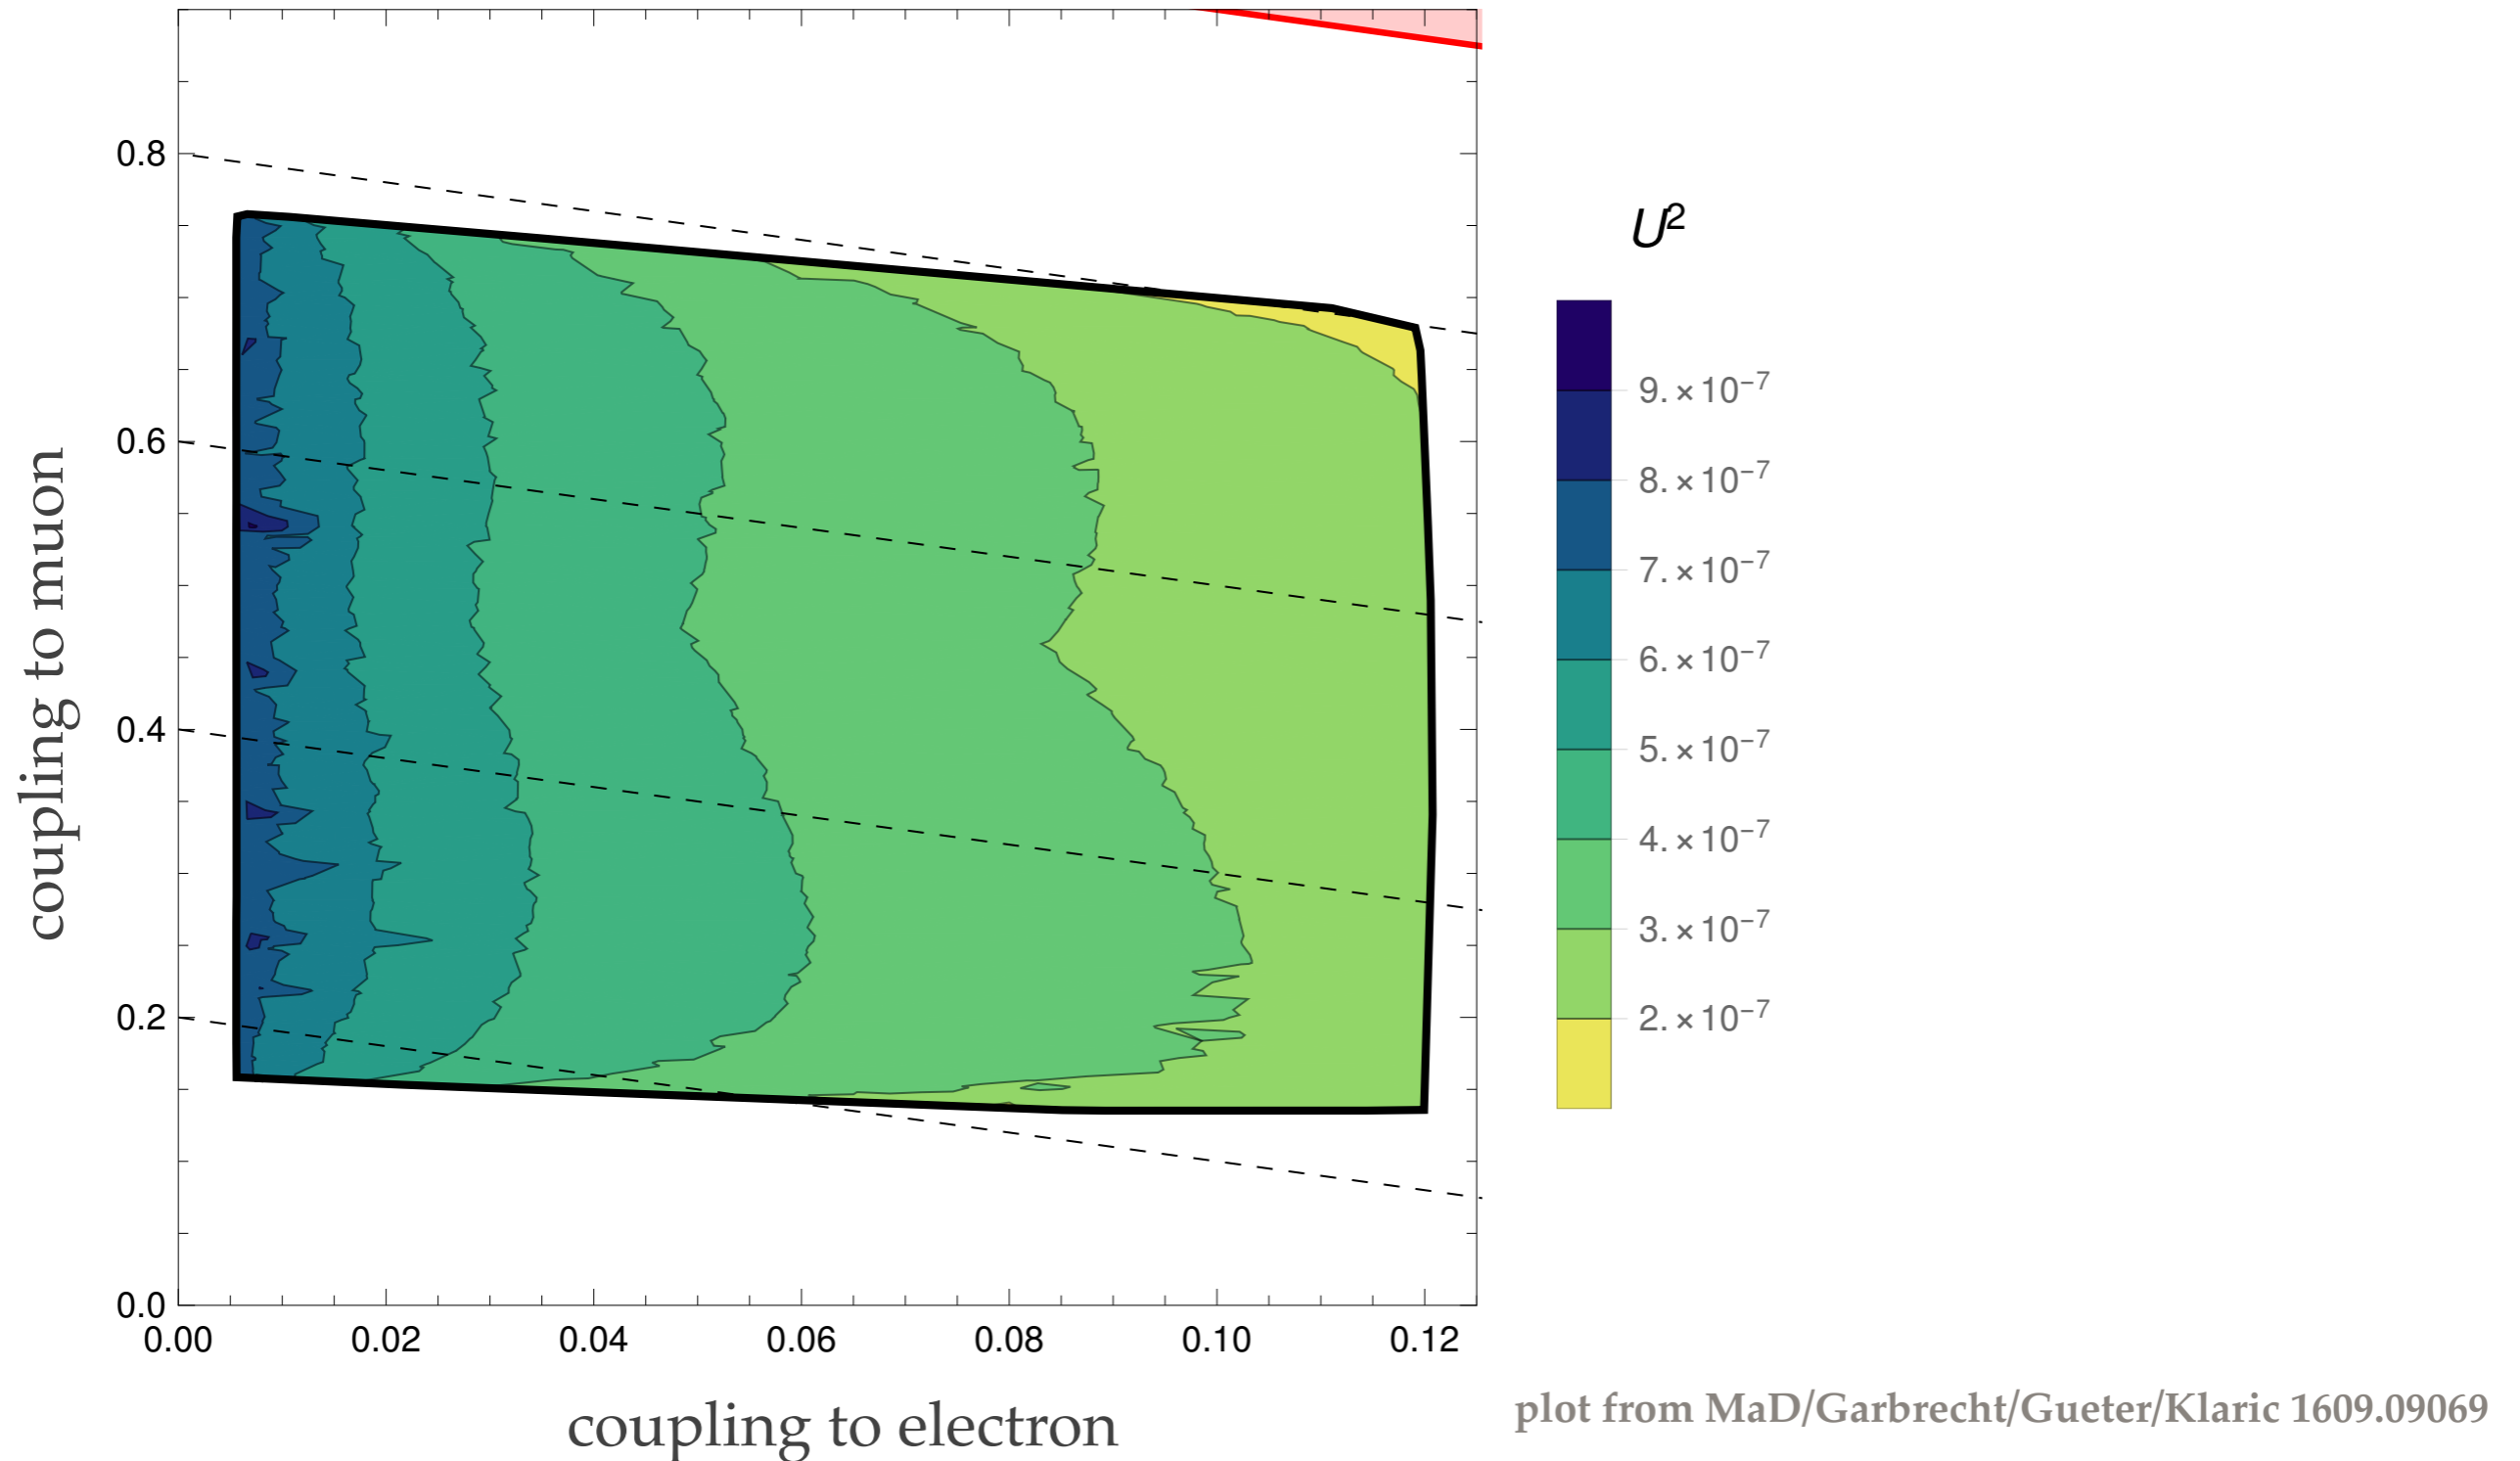 0.8
0.6
0.4
0.2
0.0
0.00 0.02 0.04 0.06 0.08 0.10 0.12
coupling to muon
coupling to electron
U²
9.×10⁻⁷
8.×10⁻⁷
7.×10⁻⁷
6.×10⁻⁷
5.×10⁻⁷
4.×10⁻⁷
3.×10⁻⁷
2.×10⁻⁷
plot from MaD/Garbrecht/Gueter/Klaric 1609.09069